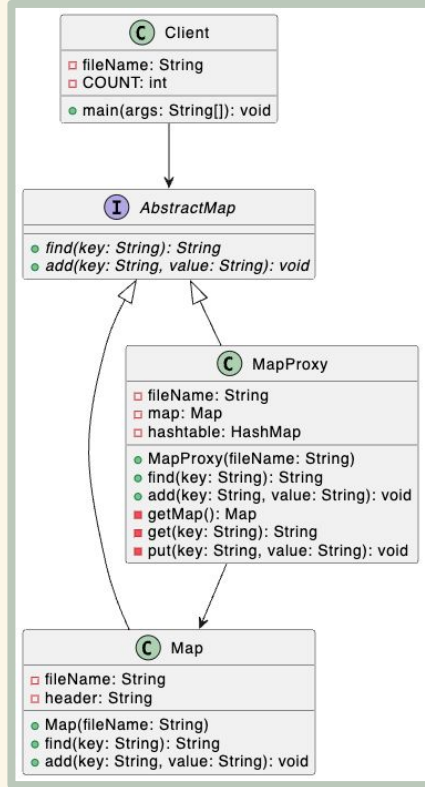 C Client
fileName: String
COUNT: int
main(args: String[]): void
I AbstractMap
find(key: String): String
add(key: String, value: String): void
C MapProxy
fileName: String
map: Map
hashtable: HashMap
MapProxy(fileName: String)
find(key: String): String
add(key: String, value: String): void
getMap(): Map
get(key: String): String
put(key: String, value: String): void
C Map
fileName: String
header: String
Map(fileName: String)
find(key: String): String
add(key: String, value: String): void